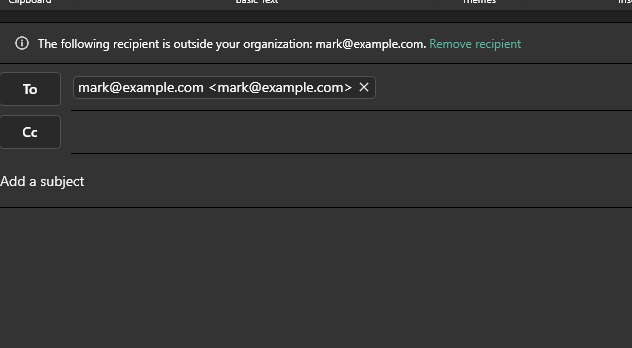 Clipboard Basic Text Themes
The following recipient is outside your organization: mark@example.com. Remove recipient
To mark@example.com <mark@example.com>
Cc
Add a subject